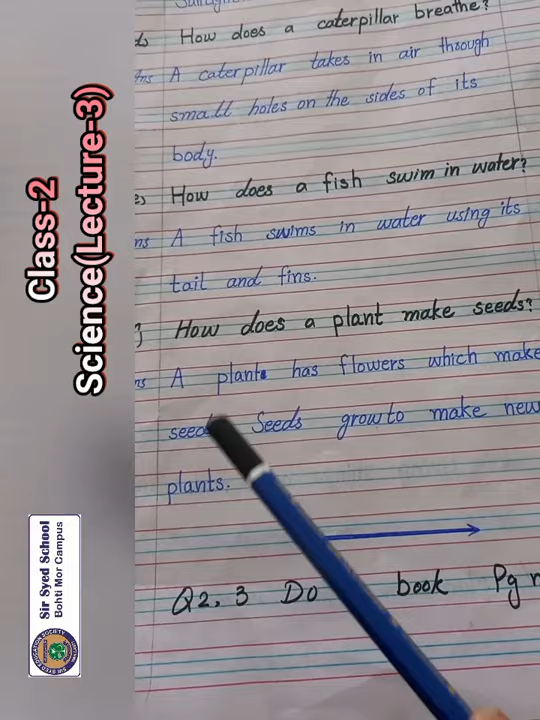 Class-2
Science(Lecture-3)
Sir Syed School
Bohti Mor Campus
How does a caterpillar breathe?
Ans A caterpillar takes in air through
small holes on the sides of its
body.
How does a fish swim in water?
A fish swims in water using its
tail and fins.
How does a plant make seeds?
A plant has flowers which make
seeds Seeds grow to make new
plants.
Q2, 3 Do book Pg